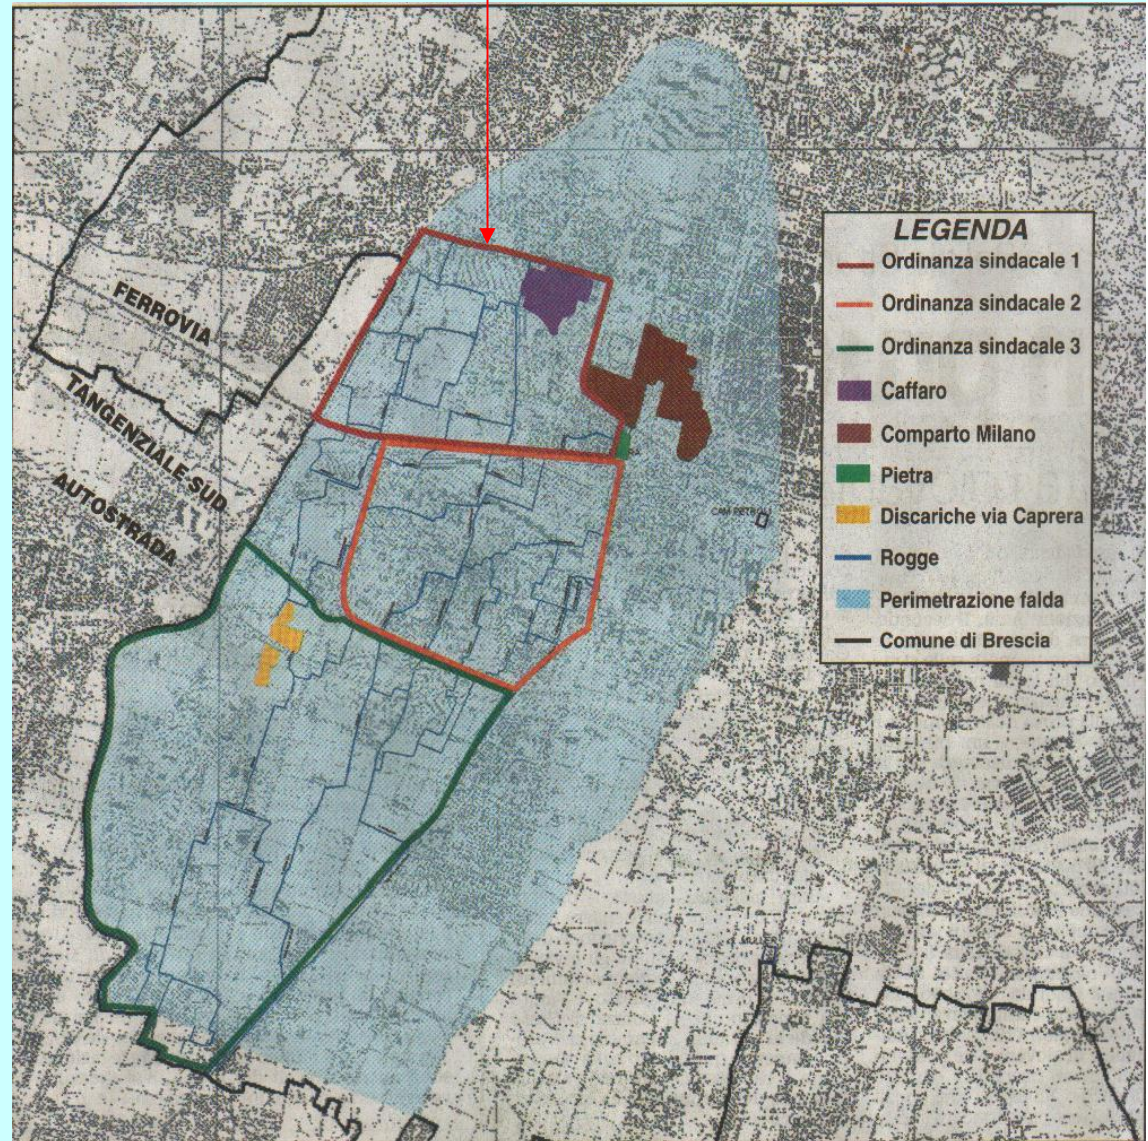 LEGENDA
Ordinanza sindacale 1
Ordinanza sindacale 2
Ordinanza sindacale 3
Caffaro
Comparto Milano
Pietra
Discariche via Caprera
Rogge
Perimetrazione falda
Comune di Brescia
FERROVIA
TANGENZIALE SUD
AUTOSTRADA